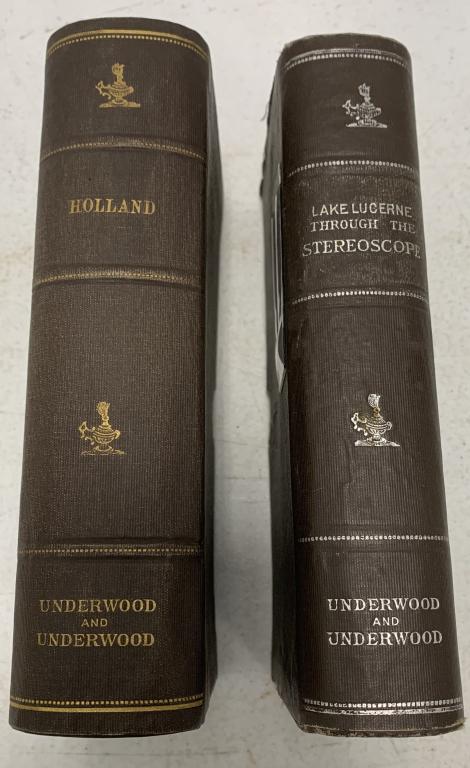 HOLLAND
UNDERWOOD
AND
UNDERWOOD
LAKE LUCERNE
THROUGH THE
STEREOSCOPE
UNDERWOOD
AND
UNDERWOOD